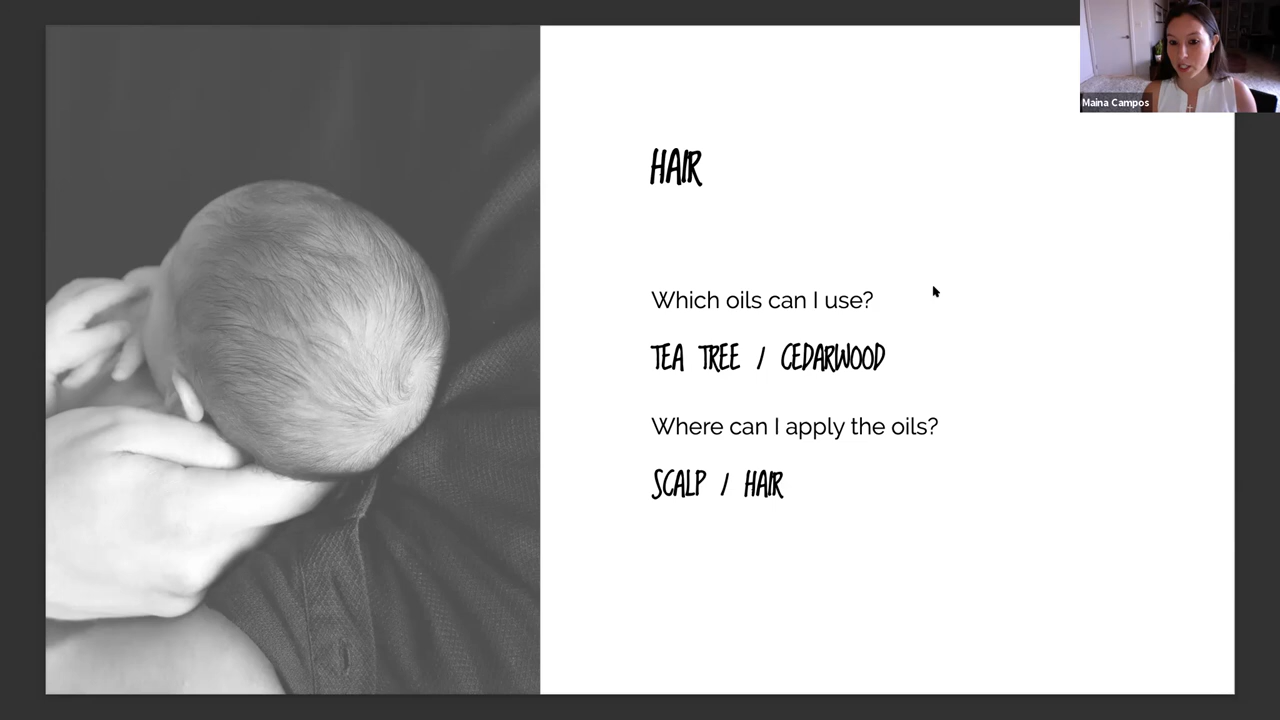 Maina Campos
HAIR
Which oils can I use?
TEA TREE / CEDARWOOD
Where can I apply the oils?
SCALP / HAIR